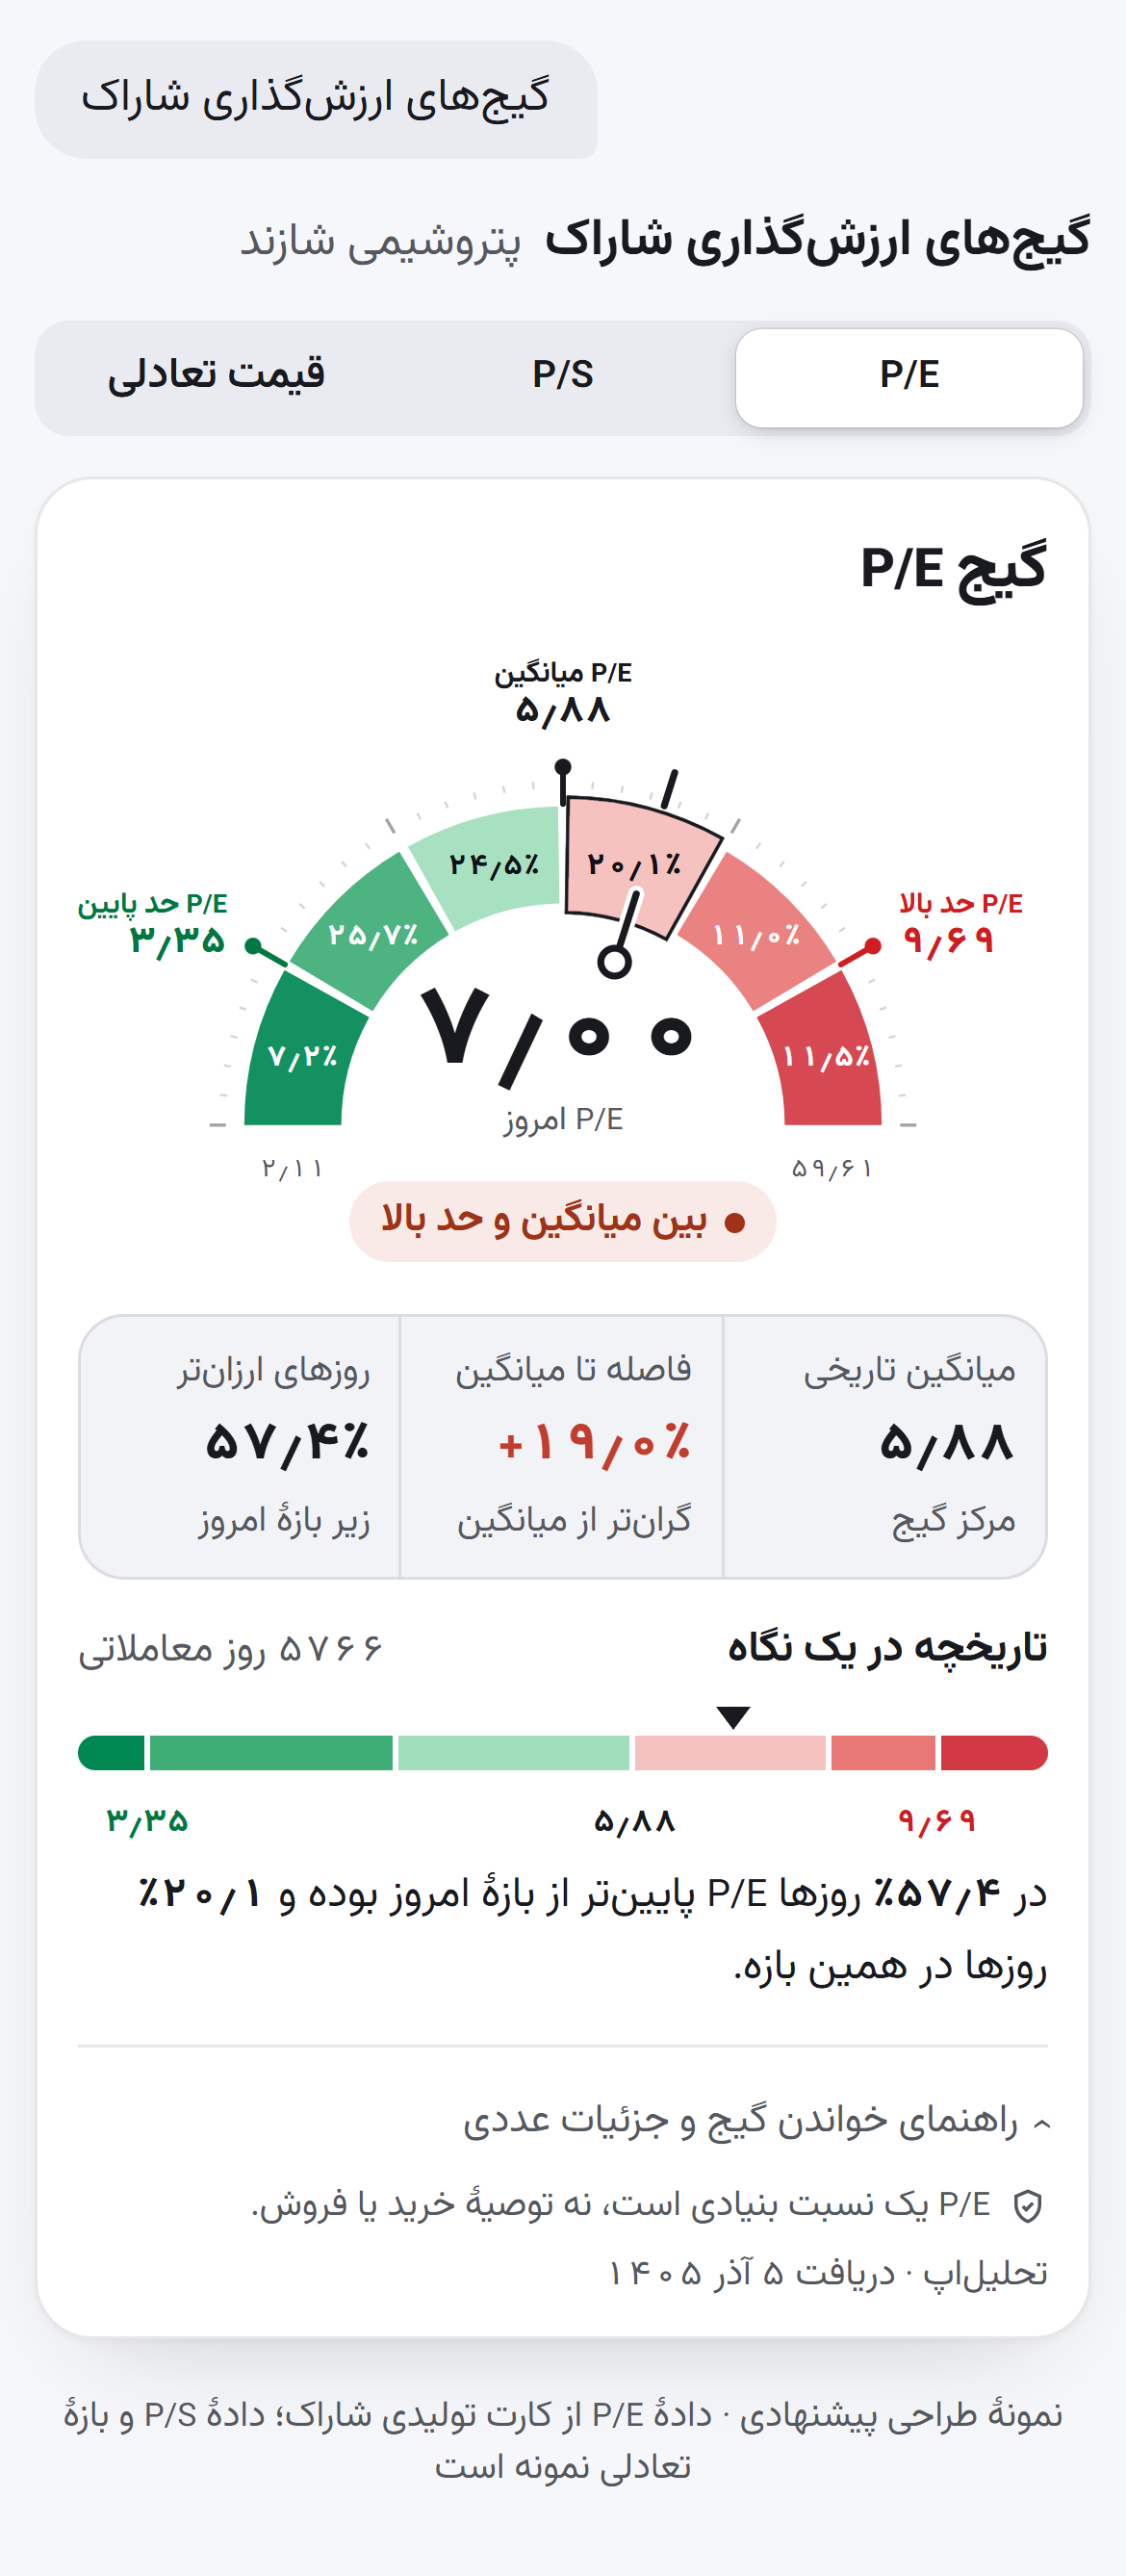 گیج‌های ارزش‌گذاری شاراک
گیج‌های ارزش‌گذاری شاراک پتروشیمی شازند
P/E
P/S
قیمت تعادلی
گیج P/E
P/E میانگین
۵٫۸۸
P/E حد بالا
۹٫۶۹
P/E حد پایین
۳٫۳۵
۷٫۲٪
۲۵٫۷٪
۲۴٫۵٪
۲۰٫۱٪
۱۱٫۰٪
۱۱٫۵٪
۷٫۰۰
P/E امروز
۲٫۱۱
۵۹٫۶۱
بین میانگین و حد بالا
میانگین تاریخی
۵٫۸۸
مرکز گیج
فاصله تا میانگین
+۱۹٫۰٪
گران‌تر از میانگین
روزهای ارزان‌تر
۵۷٫۴٪
زیر بازهٔ امروز
تاریخچه در یک نگاه
۵۷۶۶ روز معاملاتی
۳٫۳۵
۵٫۸۸
۹٫۶۹
در ۵۷٫۴٪ روزها P/E پایین‌تر از بازهٔ امروز بوده و ۲۰٫۱٪
روزها در همین بازه.
راهنمای خواندن گیج و جزئیات عددی
P/E یک نسبت بنیادی است، نه توصیهٔ خرید یا فروش.
تحلیل‌اپ · دریافت ۵ آذر ۱۴۰۵
نمونهٔ طراحی پیشنهادی · دادهٔ P/E از کارت تولیدی شاراک؛ دادهٔ P/S و بازهٔ
تعادلی نمونه است